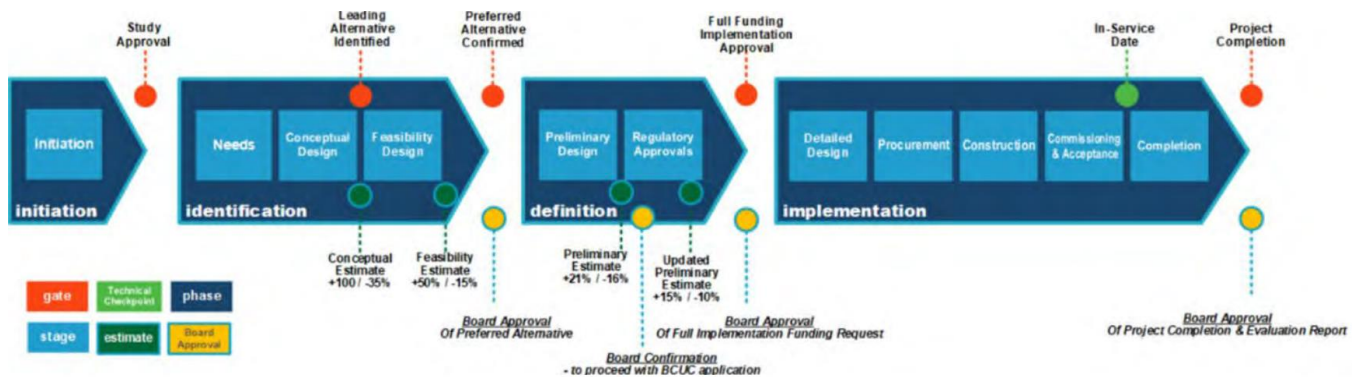 Study
Approval
Leading
Alternative
Identified
Preferred
Alternative
Confirmed
Full Funding
Implementation
Approval
In-Service
Date
Project
Completion
Initiation
initiation
Needs
Conceptual
Design
Feasibility
Design
identification
Preliminary
Design
Regulatory
Approvals
definition
Detailed
Design
Procurement
Construction
Commissioning
& Acceptance
Completion
implementation
Conceptual
Estimate
+100 / -35%
Feasibility
Estimate
+50% / -15%
Preliminary
Estimate
+21% / -16%
Updated
Preliminary
Estimate
+15% / -10%
Board Approval
Of Preferred Alternative
Board Confirmation
- to proceed with BCUC application
Board Approval
Of Full Implementation Funding Request
Board Approval
Of Project Completion & Evaluation Report
gate
Technical
Checkpoint
phase
stage
estimate
Board
Approval